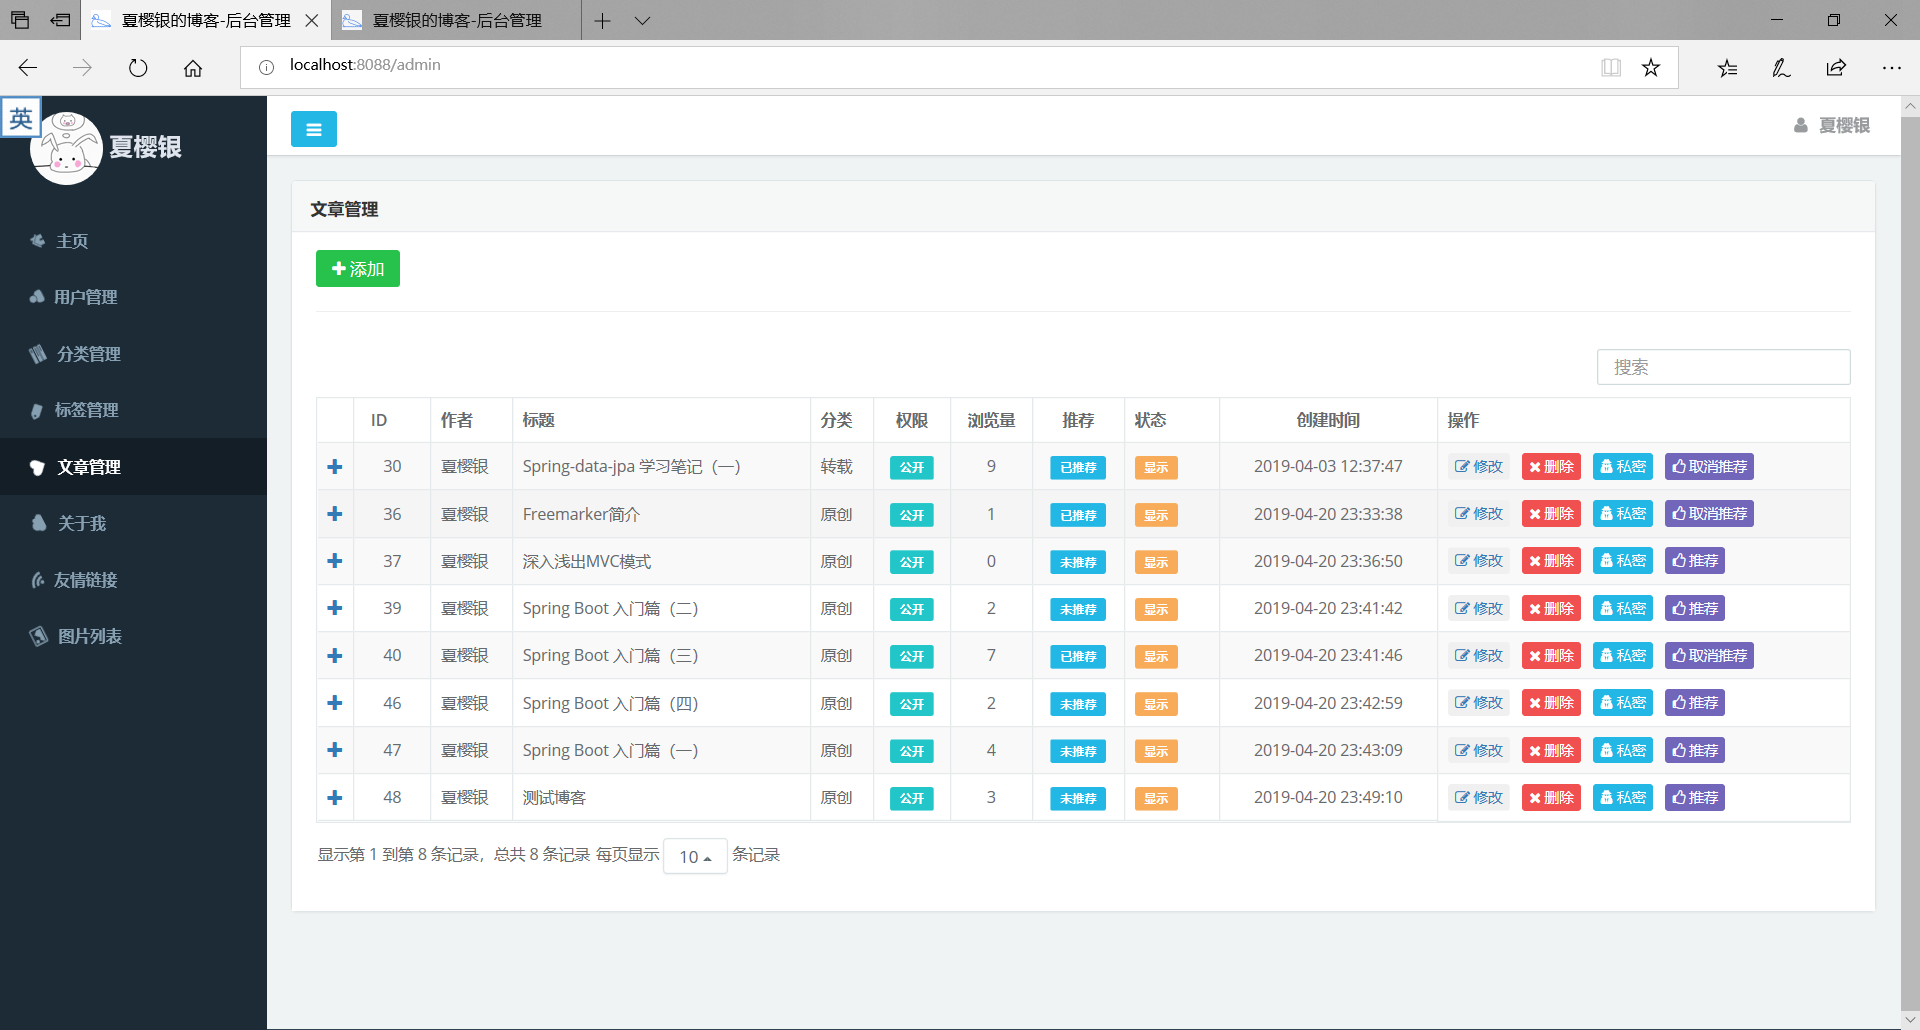 夏樱银的博客-后台管理 夏樱银的博客-后台管理
localhost:8088/admin
英
夏樱银
夏樱银
主页
用户管理
分类管理
标签管理
文章管理
关于我
友情链接
图片列表
文章管理
添加
搜索
ID 作者 标题 分类 权限 浏览量 推荐 状态 创建时间 操作
30 夏樱银 Spring-data-jpa 学习笔记（一） 转载 公开 9 已推荐 显示 2019-04-03 12:37:47 修改 删除 私密 取消推荐
36 夏樱银 Freemarker简介 原创 公开 1 已推荐 显示 2019-04-20 23:33:38 修改 删除 私密 取消推荐
37 夏樱银 深入浅出MVC模式 原创 公开 0 未推荐 显示 2019-04-20 23:36:50 修改 删除 私密 推荐
39 夏樱银 Spring Boot 入门篇（二） 原创 公开 2 未推荐 显示 2019-04-20 23:41:42 修改 删除 私密 推荐
40 夏樱银 Spring Boot 入门篇（三） 原创 公开 7 已推荐 显示 2019-04-20 23:41:46 修改 删除 私密 取消推荐
46 夏樱银 Spring Boot 入门篇（四） 原创 公开 2 未推荐 显示 2019-04-20 23:42:59 修改 删除 私密 推荐
47 夏樱银 Spring Boot 入门篇（一） 原创 公开 4 未推荐 显示 2019-04-20 23:43:09 修改 删除 私密 推荐
48 夏樱银 测试博客 原创 公开 3 未推荐 显示 2019-04-20 23:49:10 修改 删除 私密 推荐
显示第 1 到第 8 条记录，总共 8 条记录 每页显示 10 条记录